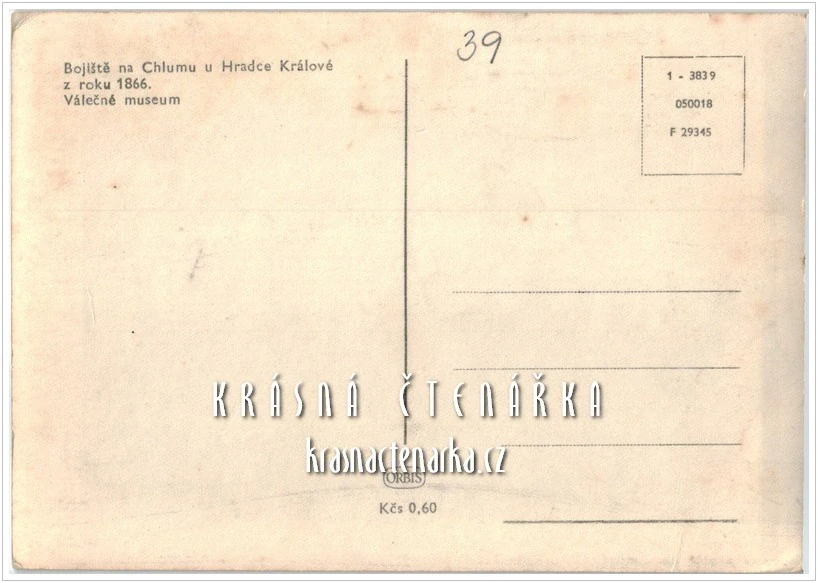 39
Bojiště na Chlumu u Hradce Králové
z roku 1866.
Válečné museum
1 - 3839
050018
F 29345
KRÁSNÁ ČTENÁŘKA
krasnactenarka.cz
ORBIS
Kčs 0,60